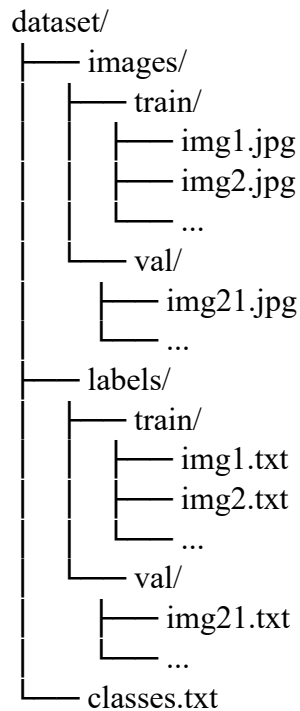 dataset/
├── images/
│   ├── train/
│   │   ├── img1.jpg
│   │   ├── img2.jpg
│   │   └── ...
│   └── val/
│       ├── img21.jpg
│       └── ...
├── labels/
│   ├── train/
│   │   ├── img1.txt
│   │   ├── img2.txt
│   │   └── ...
│   └── val/
│       ├── img21.txt
│       └── ...
└── classes.txt